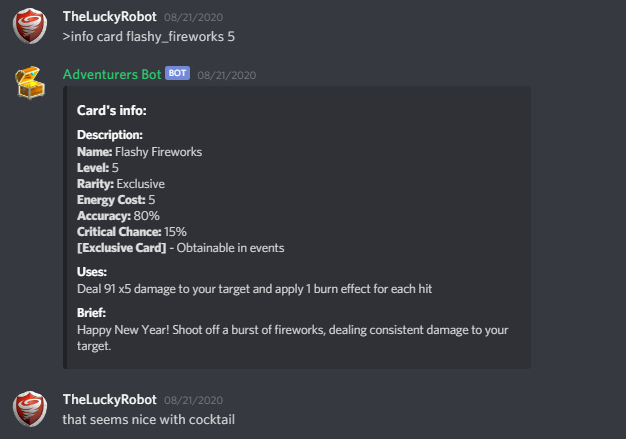 TheLuckyRobot 08/21/2020
>info card flashy_fireworks 5
Adventurers Bot BOT 08/21/2020
Card's info:
Description:
Name: Flashy Fireworks
Level: 5
Rarity: Exclusive
Energy Cost: 5
Accuracy: 80%
Critical Chance: 15%
[Exclusive Card] - Obtainable in events
Uses:
Deal 91 x5 damage to your target and apply 1 burn effect for each hit
Brief:
Happy New Year! Shoot off a burst of fireworks, dealing consistent damage to your
target.
TheLuckyRobot 08/21/2020
that seems nice with cocktail